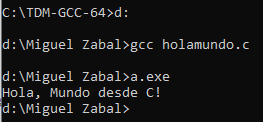 C:\TDM-GCC-64>d:
d:\Miguel Zabal>gcc holamundo.c
d:\Miguel Zabal>a.exe
Hola, Mundo desde C!
d:\Miguel Zabal>